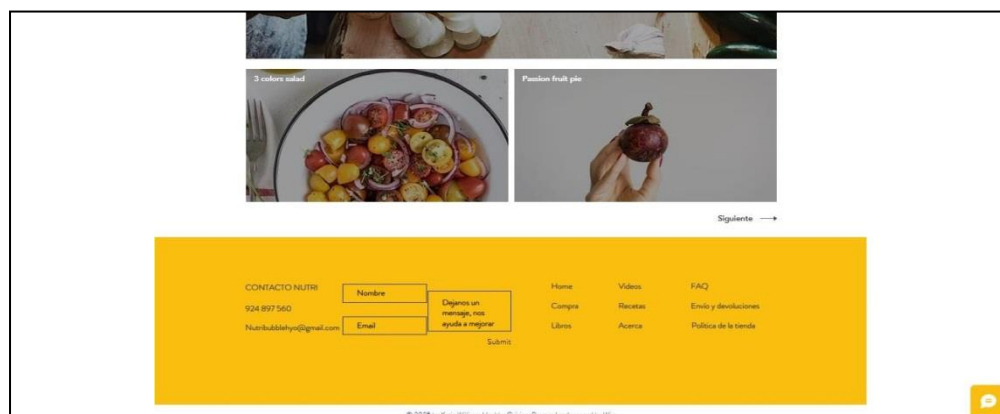 3 colors salad
Passion fruit pie
Siguiente
CONTACTO NUTRI
924 897 560
Nutribubblehyo@gmail.com
Nombre
Email
Dejanos un
mensaje, nos
ayuda a mejorar
Submit
Home
Compra
Libros
Videos
Recetas
Acerca
FAQ
Envío y devoluciones
Política de la tienda